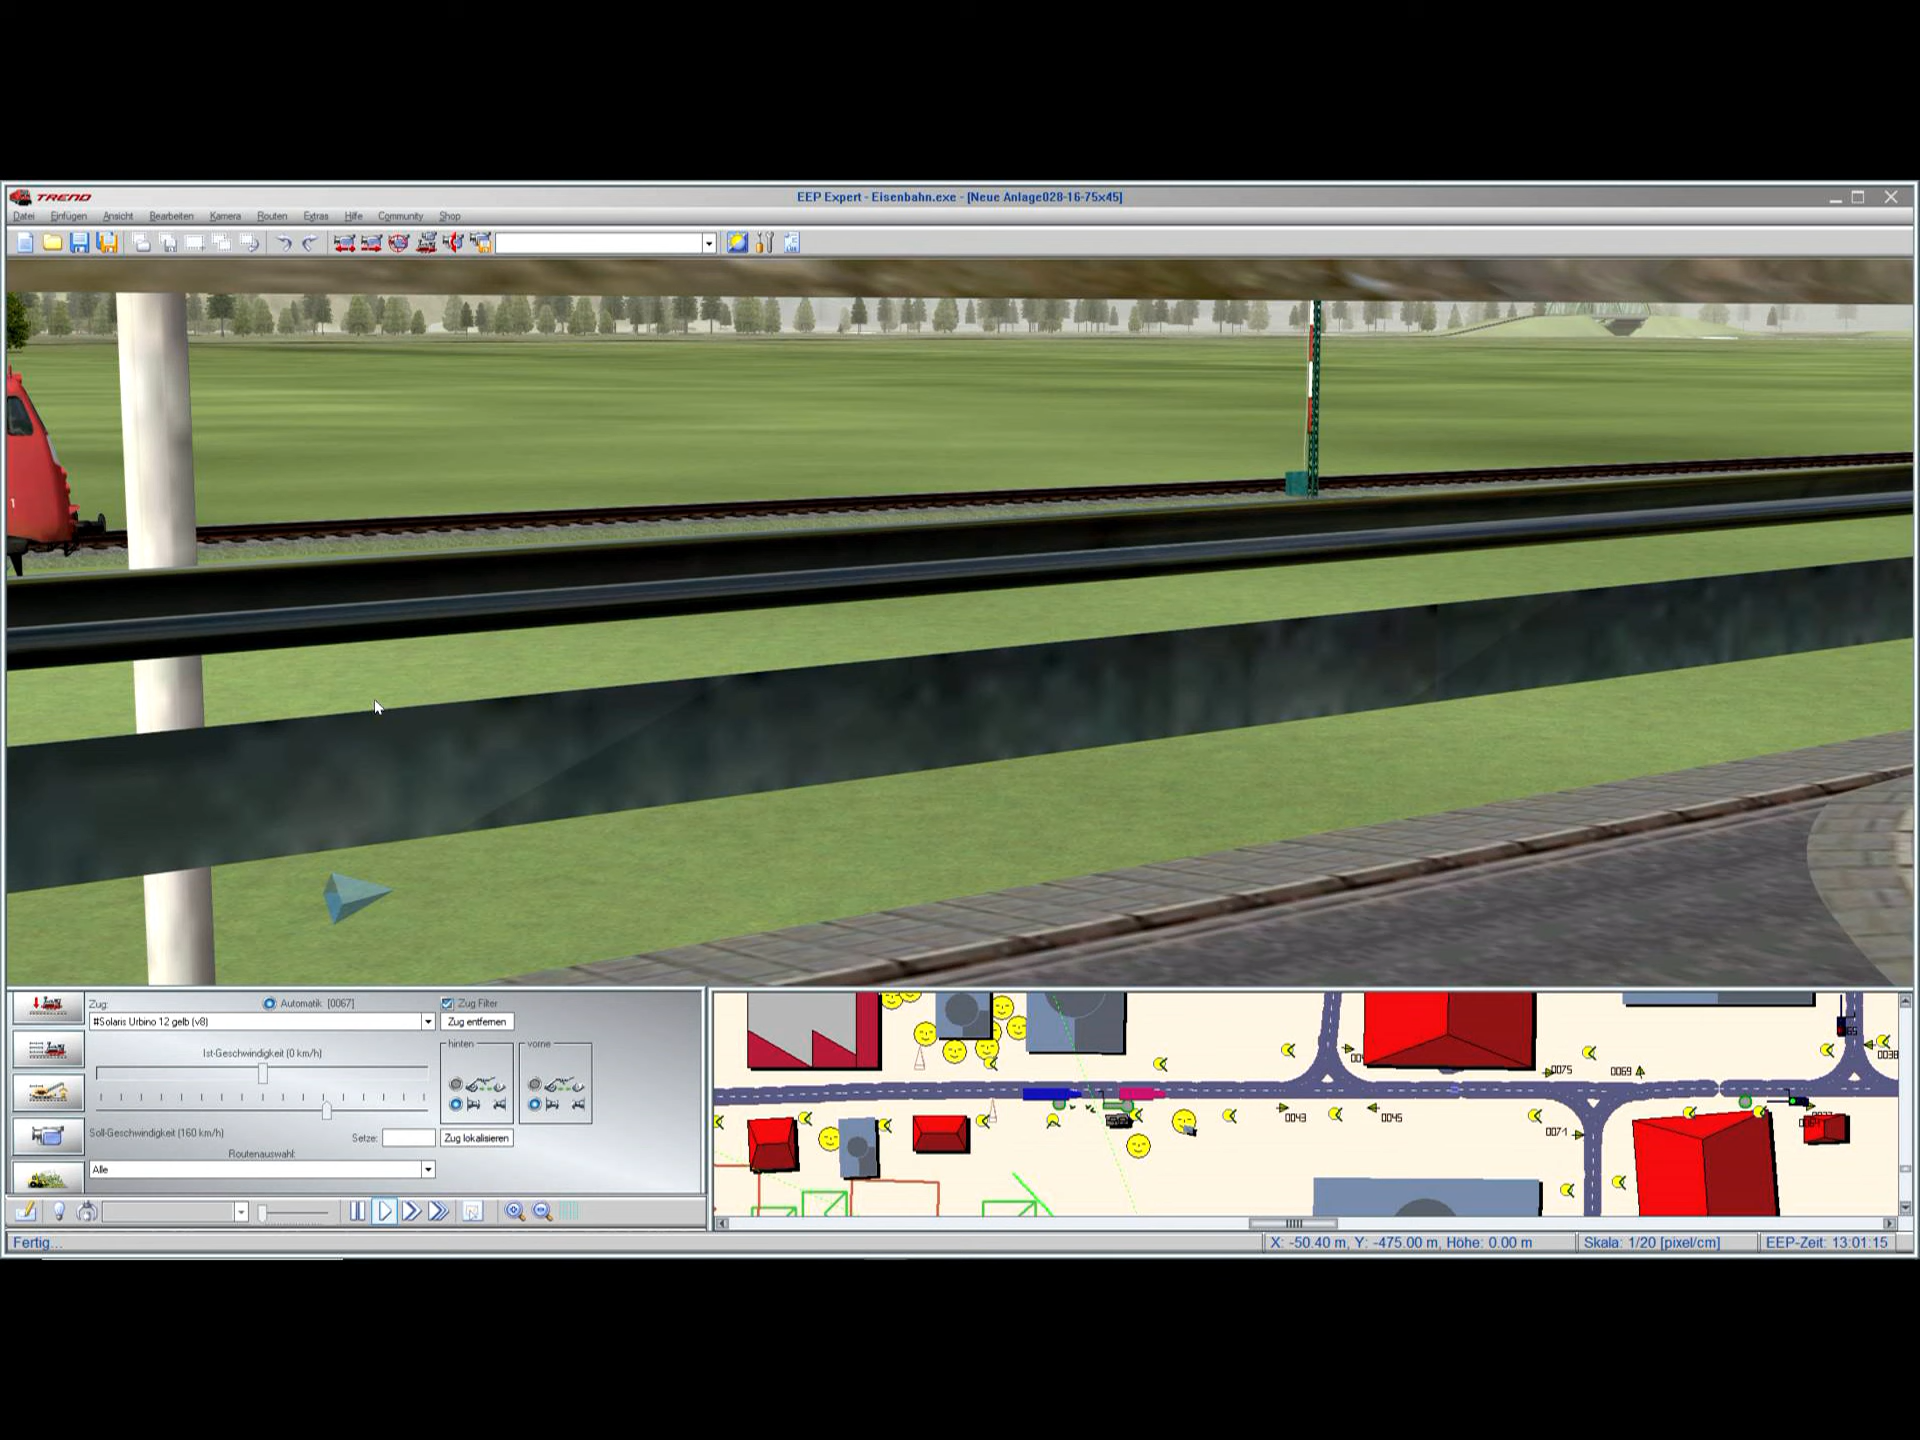 TREND
EEP Expert - Eisenbahn.exe - [Neue Anlage028-16-75x45]
Datei Einfügen Ansicht Bearbeiten Kamera Routen Extras Hilfe Community Shop
1
Zug: Automatik [0067] Zug Filter
#Solaris Urbino 12 gelb (v8) Zug entfernen
Ist-Geschwindigkeit (0 km/h) hinten vorne
Soll-Geschwindigkeit (160 km/h) Setze: Zug lokalisieren
Routenauswahl:
Alle
0038
0075 0069
0043 0045
0071
Fertig... X: -50.40 m, Y: -475.00 m, Höhe: 0.00 m Skala: 1/20 [pixel/cm] EEP-Zeit: 13:01:15